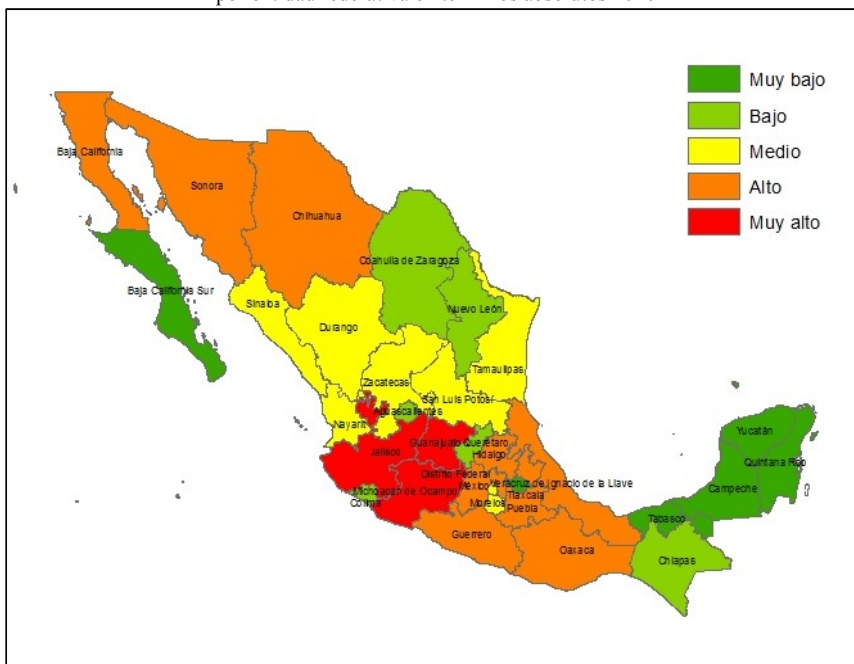 Muy bajo
Bajo
Medio
Alto
Muy alto
Baja California
Sonora
Chihuahua
Coahuila de Zaragoza
Baja California Sur
Sinaloa
Nuevo León
Durango
Tamaulipas
Zacatecas
San Luis Potosí
Aguascalientes
Nayarit
Guanajuato
Querétaro
Jalisco
Hidalgo
Yucatán
Quintana Roo
Distrito Federal
México
Veracruz de Ignacio de la Llave
Michoacán de Ocampo
Tlaxcala
Campeche
Colima
Morelos
Puebla
Tabasco
Guerrero
Oaxaca
Chiapas